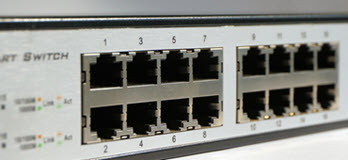 ART SWITCH
1 3 5 7 9 11 13 15
Link Act
Link Act
2 4 6 8 10 12 14 16